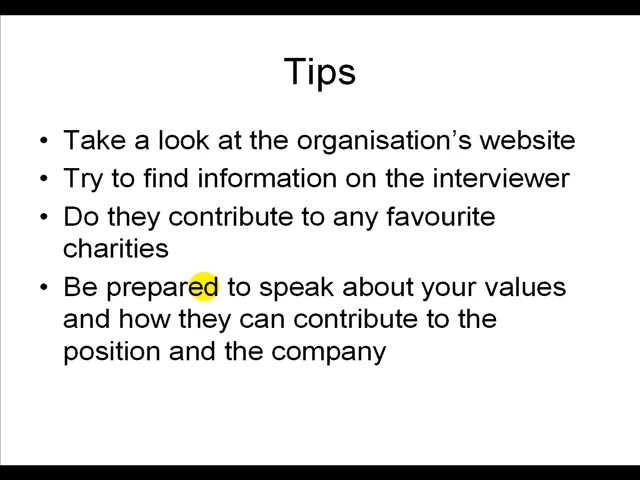 Tips
• Take a look at the organisation's website
• Try to find information on the interviewer
• Do they contribute to any favourite
charities
• Be prepared to speak about your values
and how they can contribute to the
position and the company